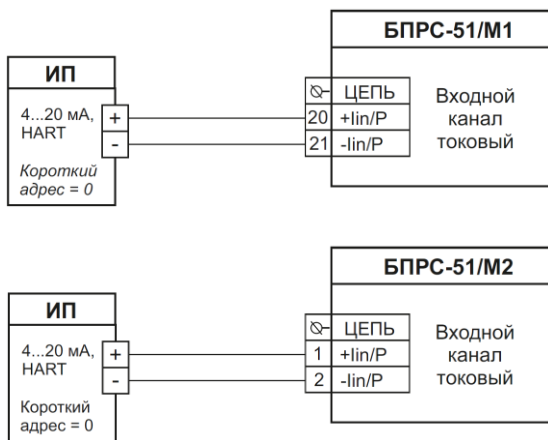 БПРС-51/М1
ИП
4...20 мА,
HART
Короткий
адрес = 0
+
-
ЦЕПЬ
20 +Iin/P
21 -Iin/P
Входной
канал
токовый
БПРС-51/М2
ИП
4...20 мА,
HART
Короткий
адрес = 0
+
-
ЦЕПЬ
1 +Iin/P
2 -Iin/P
Входной
канал
токовый